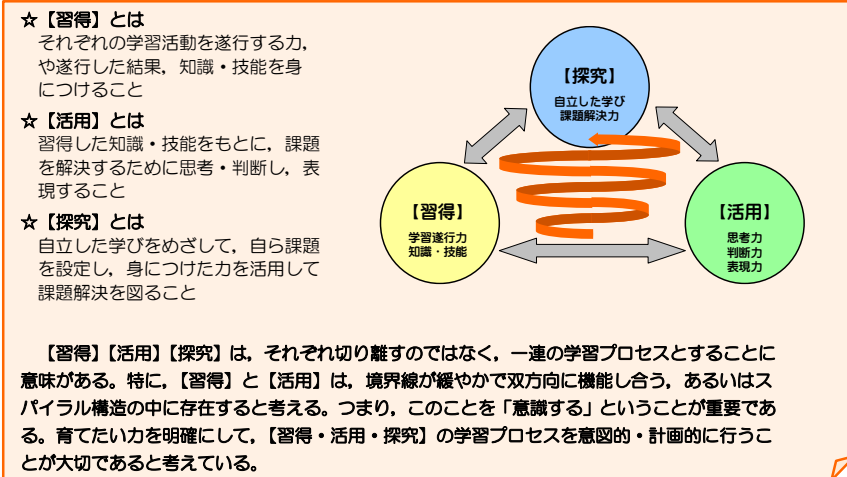 ☆【習得】とは
それぞれの学習活動を遂行する力，
や遂行した結果，知識・技能を身
につけること
☆【活用】とは
習得した知識・技能をもとに，課題
を解決するために思考・判断し，表
現すること
☆【探究】とは
自立した学びをめざして，自ら課題
を設定し，身につけた力を活用して
課題解決を図ること
【探究】
自立した学び
課題解決力
【習得】
学習遂行力
知識・技能
【活用】
思考力
判断力
表現力
【習得】【活用】【探究】は，それぞれ切り離すのではなく，一連の学習プロセスとすることに
意味がある。特に，【習得】と【活用】は，境界線が緩やかで双方向に機能し合う，あるいはス
パイラル構造の中に存在すると考える。つまり，このことを「意識する」ということが重要であ
る。育てたい力を明確にして，【習得・活用・探究】の学習プロセスを意図的・計画的に行うこ
とが大切であると考えている。